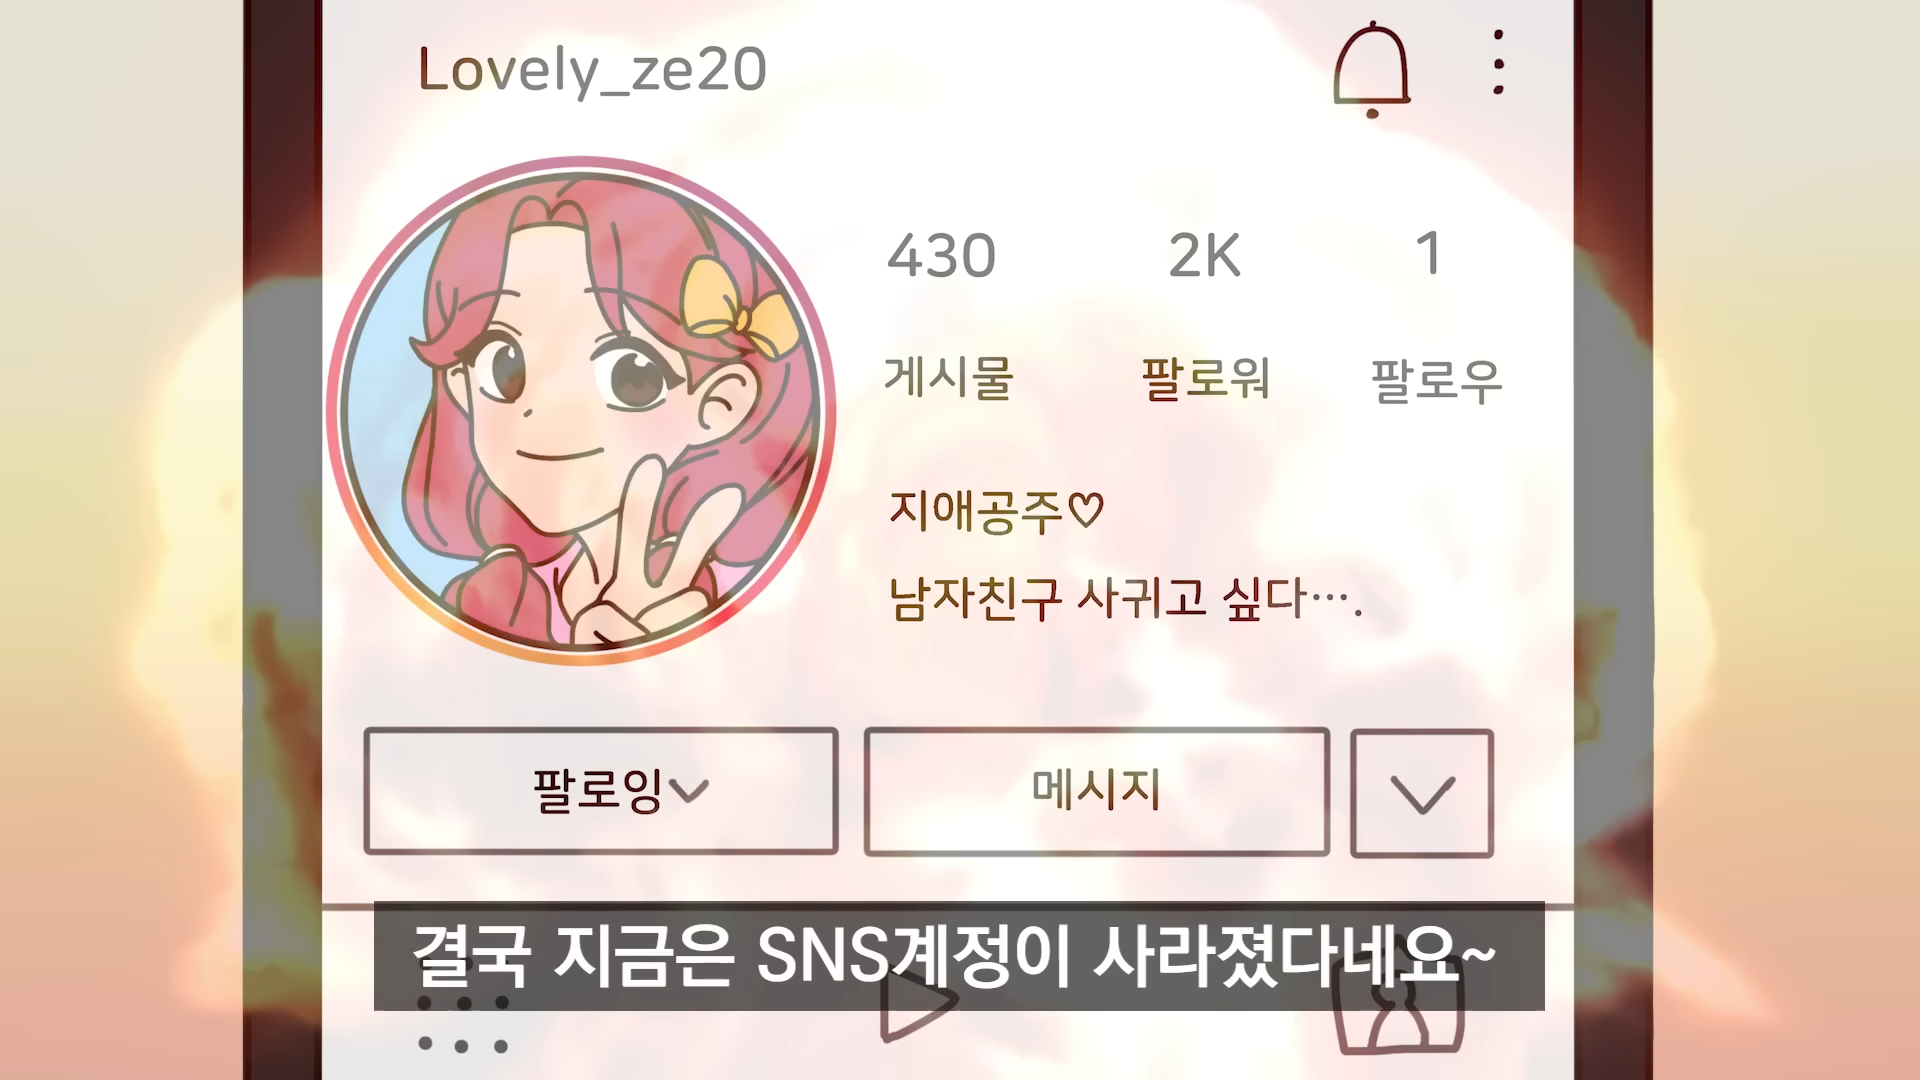 Lovely_ze20
430 2K 1
게시물 팔로워 팔로우
지애공주♡
남자친구 사귀고 싶다….
팔로잉 메시지
결국 지금은 SNS계정이 사라졌다네요~